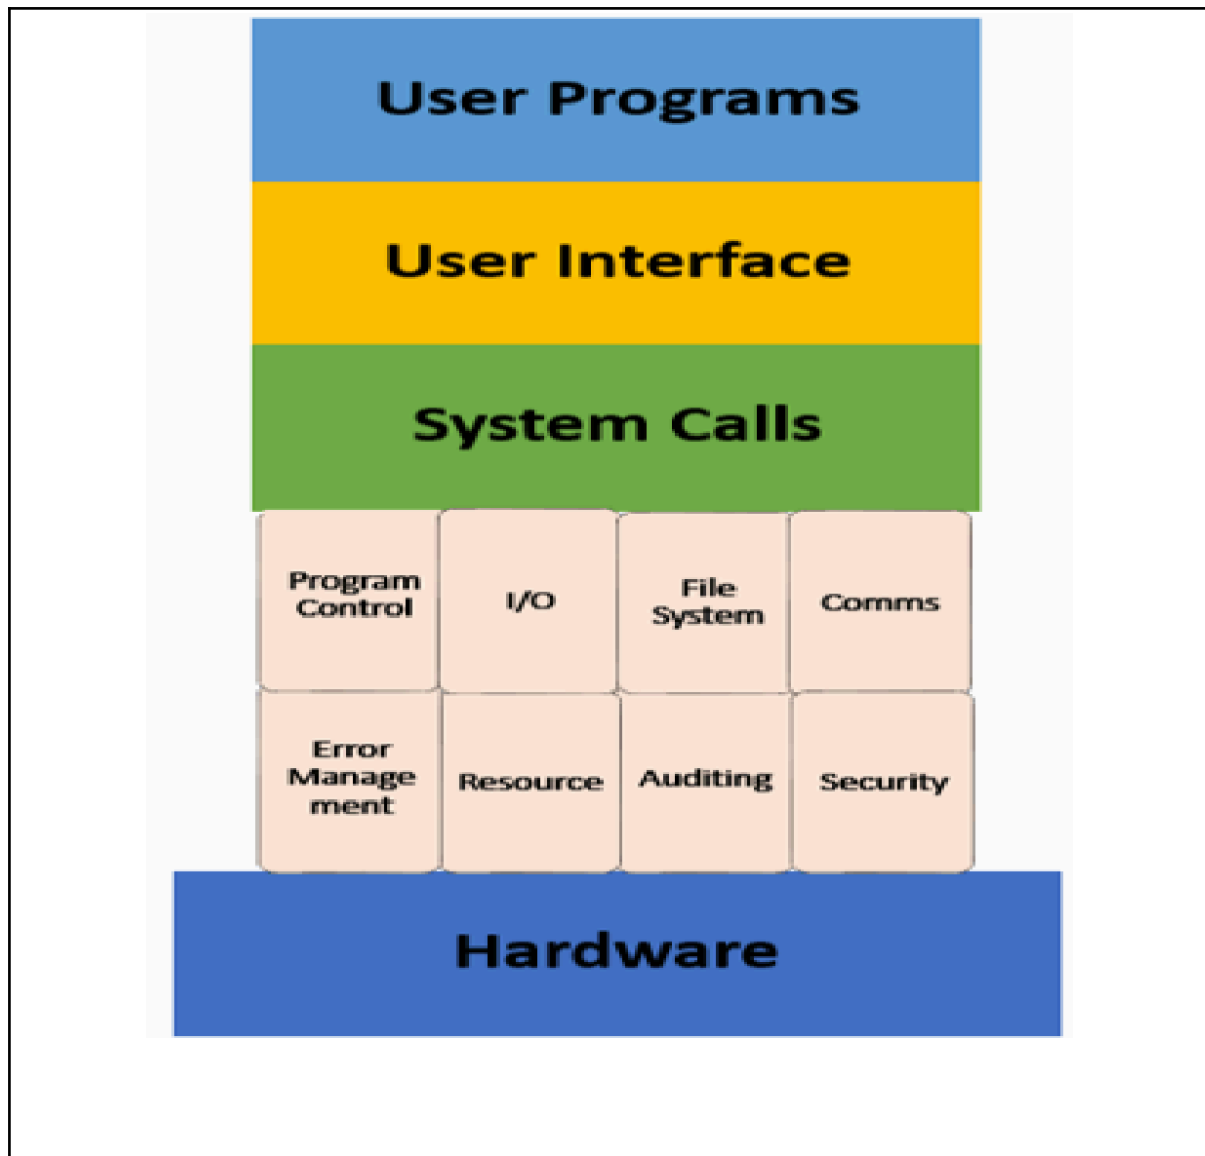 User Programs
User Interface
System Calls
Program
Control
I/O
File
System
Comms
Error
Manage
ment
Resource
Auditing
Security
Hardware